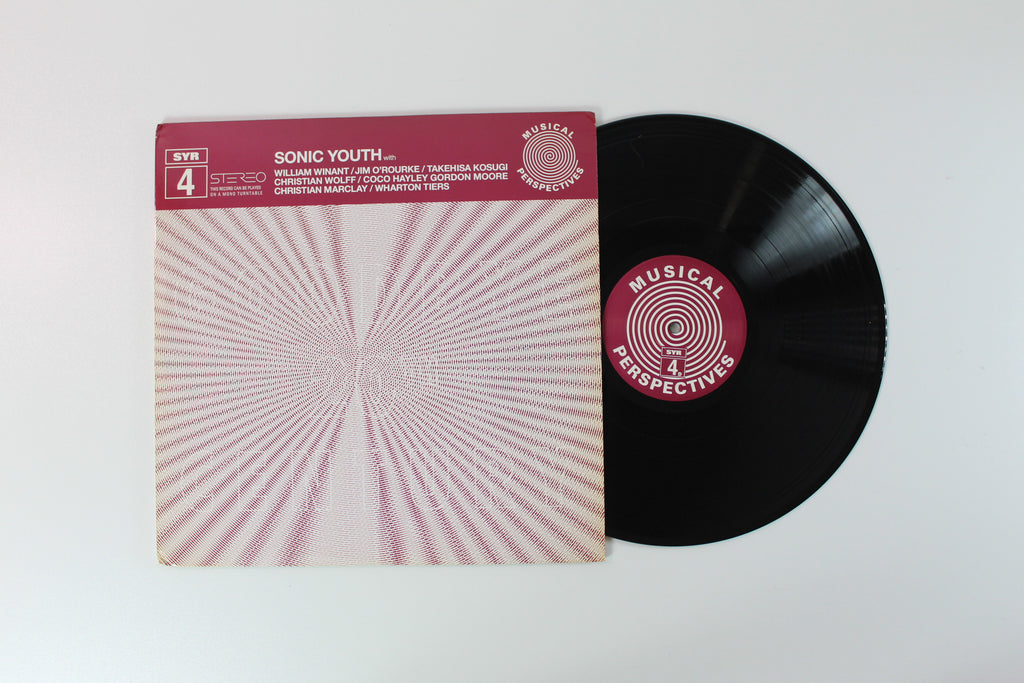 SYR
4
STEREO
THIS RECORD CAN BE PLAYED
ON A MONO TURNTABLE
SONIC YOUTH with
WILLIAM WINANT / JIM O'ROURKE / TAKEHISA KOSUGI
CHRISTIAN WOLFF / COCO HAYLEY GORDON MOORE
CHRISTIAN MARCLAY / WHARTON TIERS
MUSICAL
PERSPECTIVES
MUSICAL
SYR
4
PERSPECTIVES